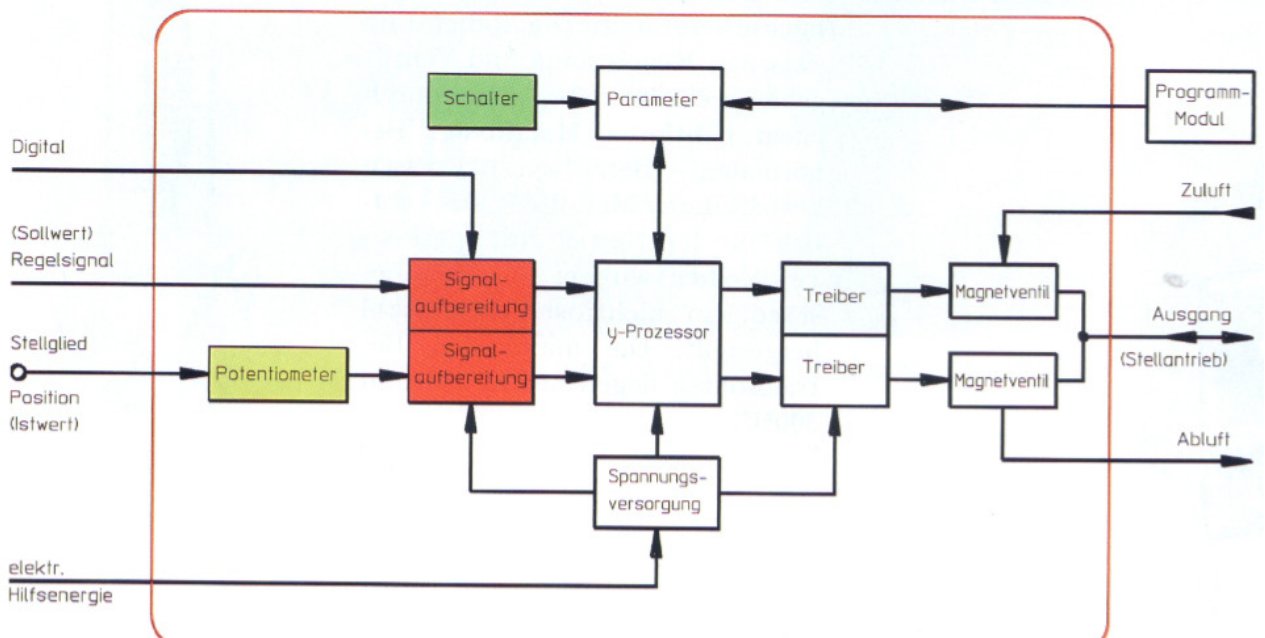 Schalter
Parameter
Programm-
Modul
Digital
Zuluft
(Sollwert)
Regelsignal
Signal-
aufbereitung
Signal-
aufbereitung
y-Prozessor
Treiber
Treiber
Magnetventil
Magnetventil
Ausgang
(Stellantrieb)
Stellglied
Position
(Istwert)
Potentiometer
Abluft
Spannungs-
versorgung
elektr.
Hilfsenergie